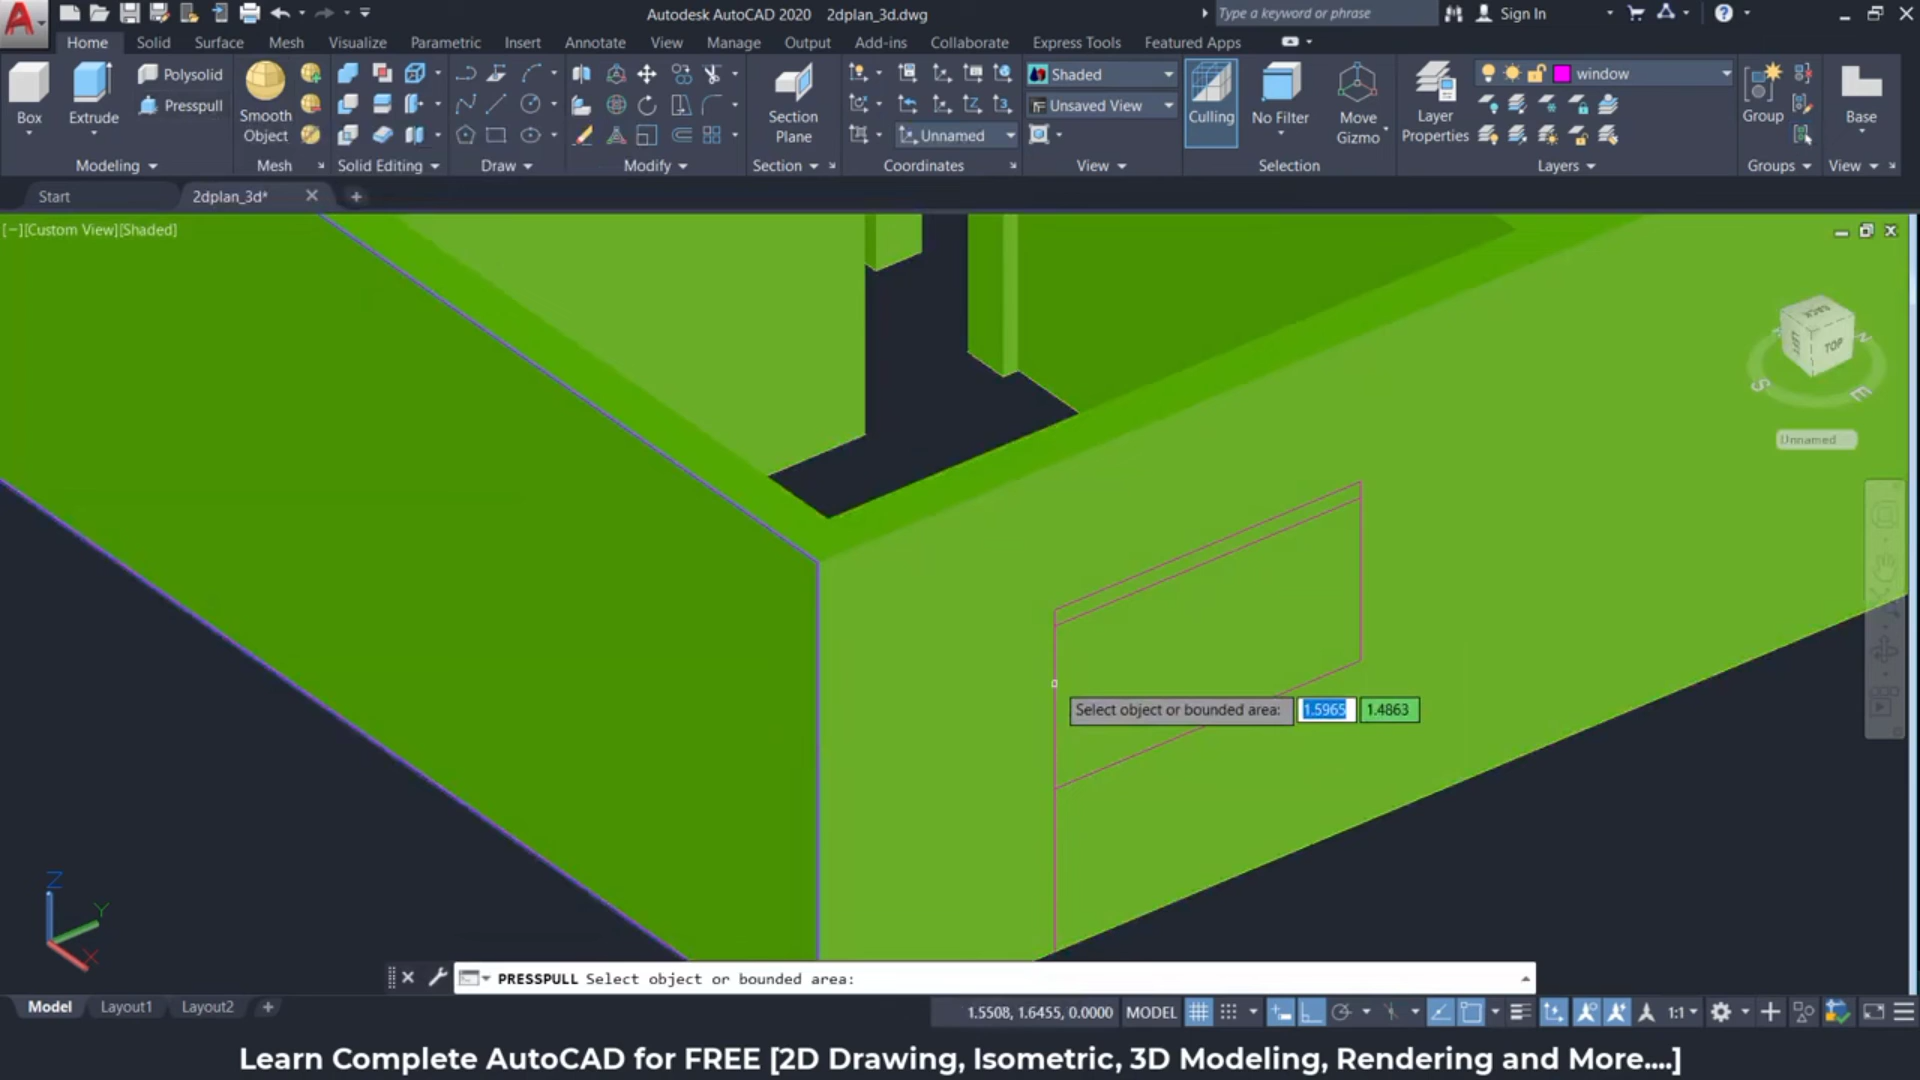 Autodesk AutoCAD 2020 2dplan_3d.dwg
Type a keyword or phrase
Sign In
Home Solid Surface Mesh Visualize Parametric Insert Annotate View Manage Output Add-ins Collaborate Express Tools Featured Apps
Box
Extrude
Polysolid
Presspull
Smooth
Object
Section
Plane
Unnamed
Shaded
Unsaved View
Culling
No Filter
Move
Gizmo
Layer
Properties
window
Group
Base
Modeling Mesh Solid Editing Draw Modify Section Coordinates View Selection Layers Groups View
Start 2dplan_3d*
[−][Custom View][Shaded]
BACK
LEFT
TOP
S
E
Unnamed
Select object or bounded area: 1.5965 1.4863
Z
Y
X
PRESSPULL Select object or bounded area:
Model Layout1 Layout2
1.5508, 1.6455, 0.0000 MODEL
1:1
Learn Complete AutoCAD for FREE [2D Drawing, Isometric, 3D Modeling, Rendering and More....]